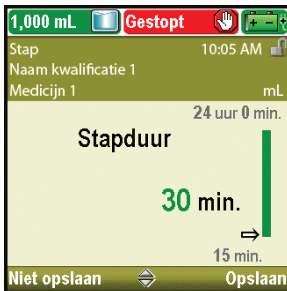 1,000 mL Gestopt
Stap 10:05 AM
Naam kwalificatie 1
Medicijn 1 mL
24 uur 0 min.
Stapduur
30 min.
15 min.
Niet opslaan Opslaan